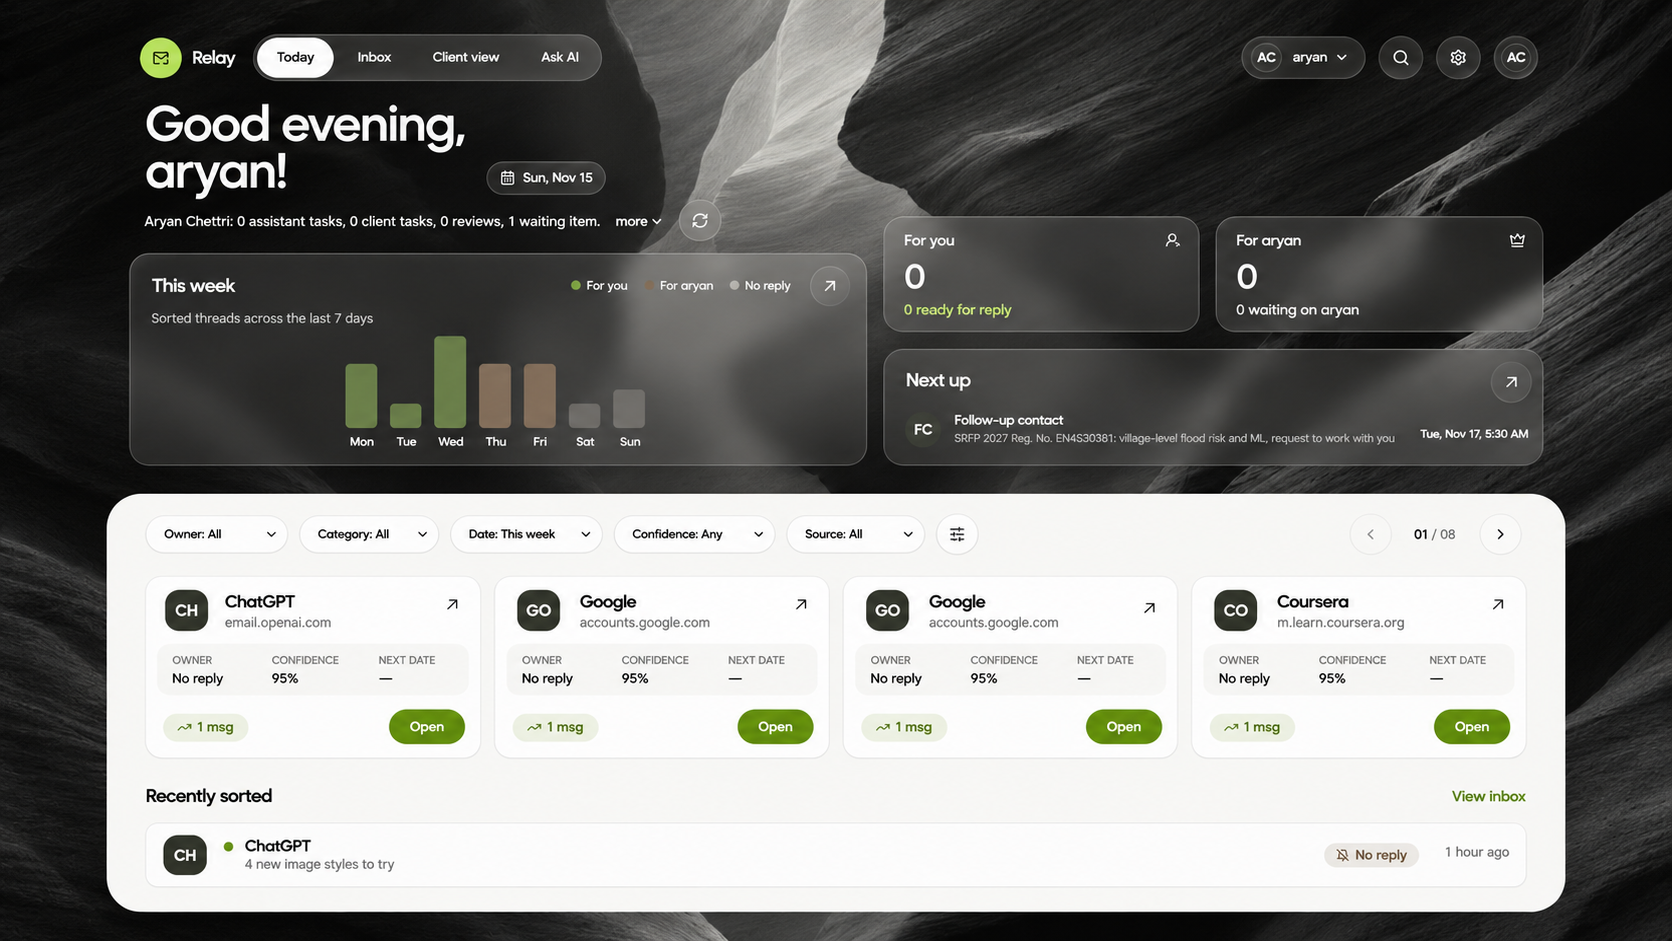 Relay
Today
Inbox
Client view
Ask AI
AC aryan
AC
Good evening,
aryan!
Sun, Nov 15
Aryan Chettri: 0 assistant tasks, 0 client tasks, 0 reviews, 1 waiting item. more
This week
For you
For aryan
No reply
Sorted threads across the last 7 days
Mon Tue Wed Thu Fri Sat Sun
For you
0
0 ready for reply
For aryan
0
0 waiting on aryan
Next up
FC
Follow-up contact
SRFP 2027 Reg. No. EN4S30381: village-level flood risk and ML, request to work with you
Tue, Nov 17, 5:30 AM
Owner: All
Category: All
Date: This week
Confidence: Any
Source: All
01 / 08
CH
ChatGPT
email.openai.com
OWNER CONFIDENCE NEXT DATE
No reply 95% —
1 msg
Open
GO
Google
accounts.google.com
OWNER CONFIDENCE NEXT DATE
No reply 95% —
1 msg
Open
GO
Google
accounts.google.com
OWNER CONFIDENCE NEXT DATE
No reply 95% —
1 msg
Open
CO
Coursera
m.learn.coursera.org
OWNER CONFIDENCE NEXT DATE
No reply 95% —
1 msg
Open
Recently sorted
View inbox
CH
ChatGPT
4 new image styles to try
No reply
1 hour ago